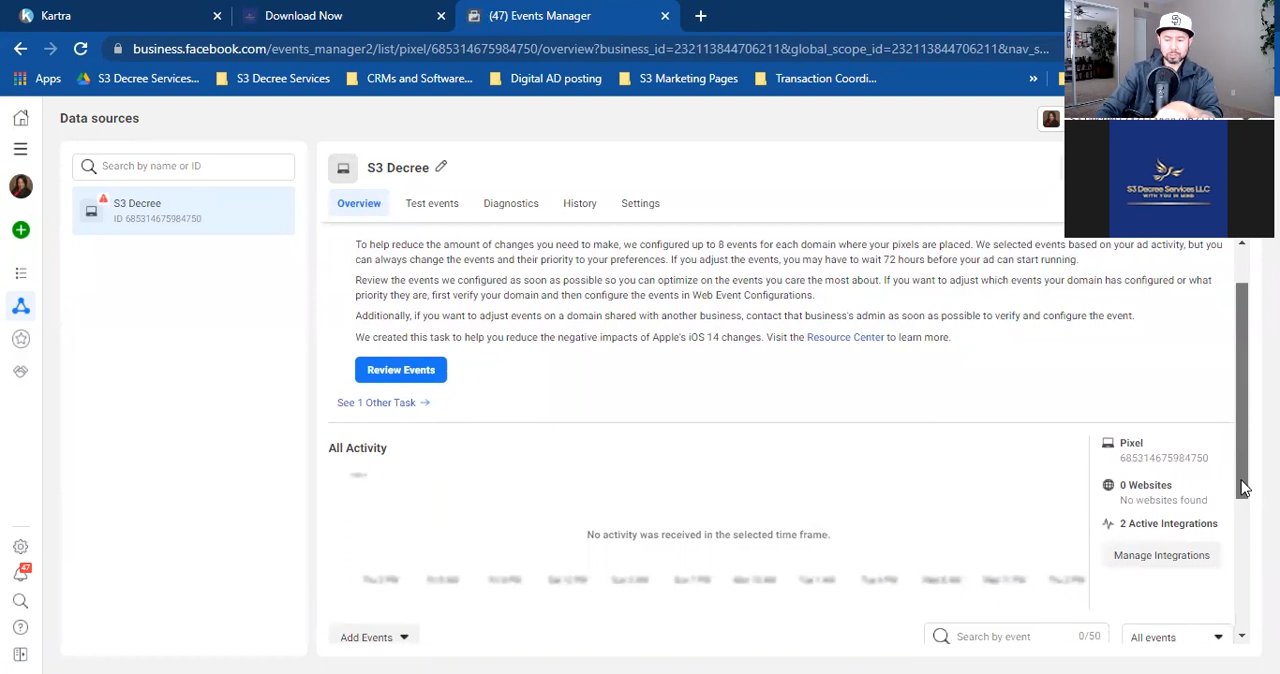 Kartra
Download Now
(47) Events Manager
business.facebook.com/events_manager2/list/pixel/685314675984750/overview?business_id=232113844706211&global_scope_id=232113844706211&nav_s...
Apps
S3 Decree Services...
S3 Decree Services
CRMs and Software...
Digital AD posting
S3 Marketing Pages
Transaction Coordi...
»
S3 Decree Services LLC
WITH YOU IN MIND
Data sources
Search by name or ID
S3 Decree
ID 685314675984750
S3 Decree
Overview
Test events
Diagnostics
History
Settings
To help reduce the amount of changes you need to make, we configured up to 8 events for each domain where your pixels are placed. We selected events based on your ad activity, but you
can always change the events and their priority to your preferences. If you adjust the events, you may have to wait 72 hours before your ad can start running.
Review the events we configured as soon as possible so you can optimize on the events you care the most about. If you want to adjust which events your domain has configured or what
priority they are, first verify your domain and then configure the events in Web Event Configurations.
Additionally, if you want to adjust events on a domain shared with another business, contact that business's admin as soon as possible to verify and configure the event.
We created this task to help you reduce the negative impacts of Apple's iOS 14 changes. Visit the Resource Center to learn more.
Review Events
See 1 Other Task →
All Activity
No activity was received in the selected time frame.
Pixel
685314675984750
0 Websites
No websites found
2 Active Integrations
Manage Integrations
Add Events
Search by event
0/50
All events
47